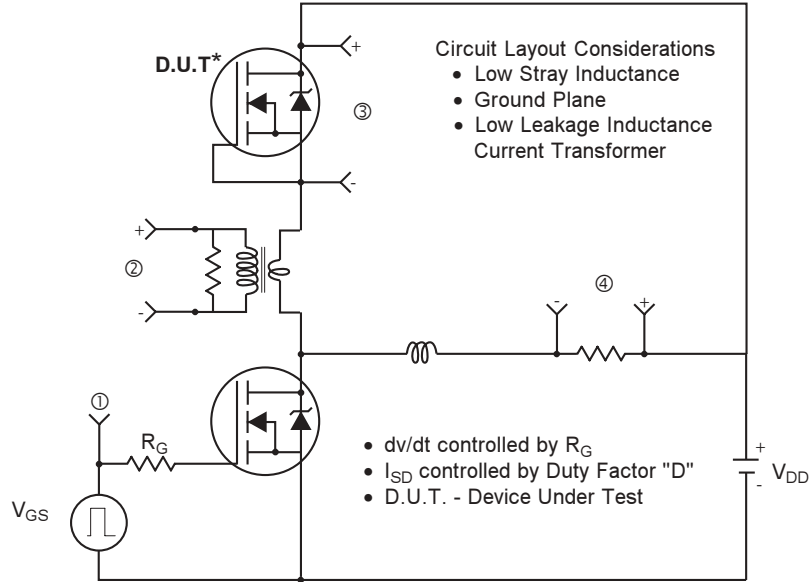 D.U.T*
+
Circuit Layout Considerations
• Low Stray Inductance
• Ground Plane
• Low Leakage Inductance
Current Transformer
③
-
+
②
-
④
-
+
①
R_G
V_GS
• dv/dt controlled by R_G
• I_SD controlled by Duty Factor "D"
• D.U.T. - Device Under Test
+
V_DD
-